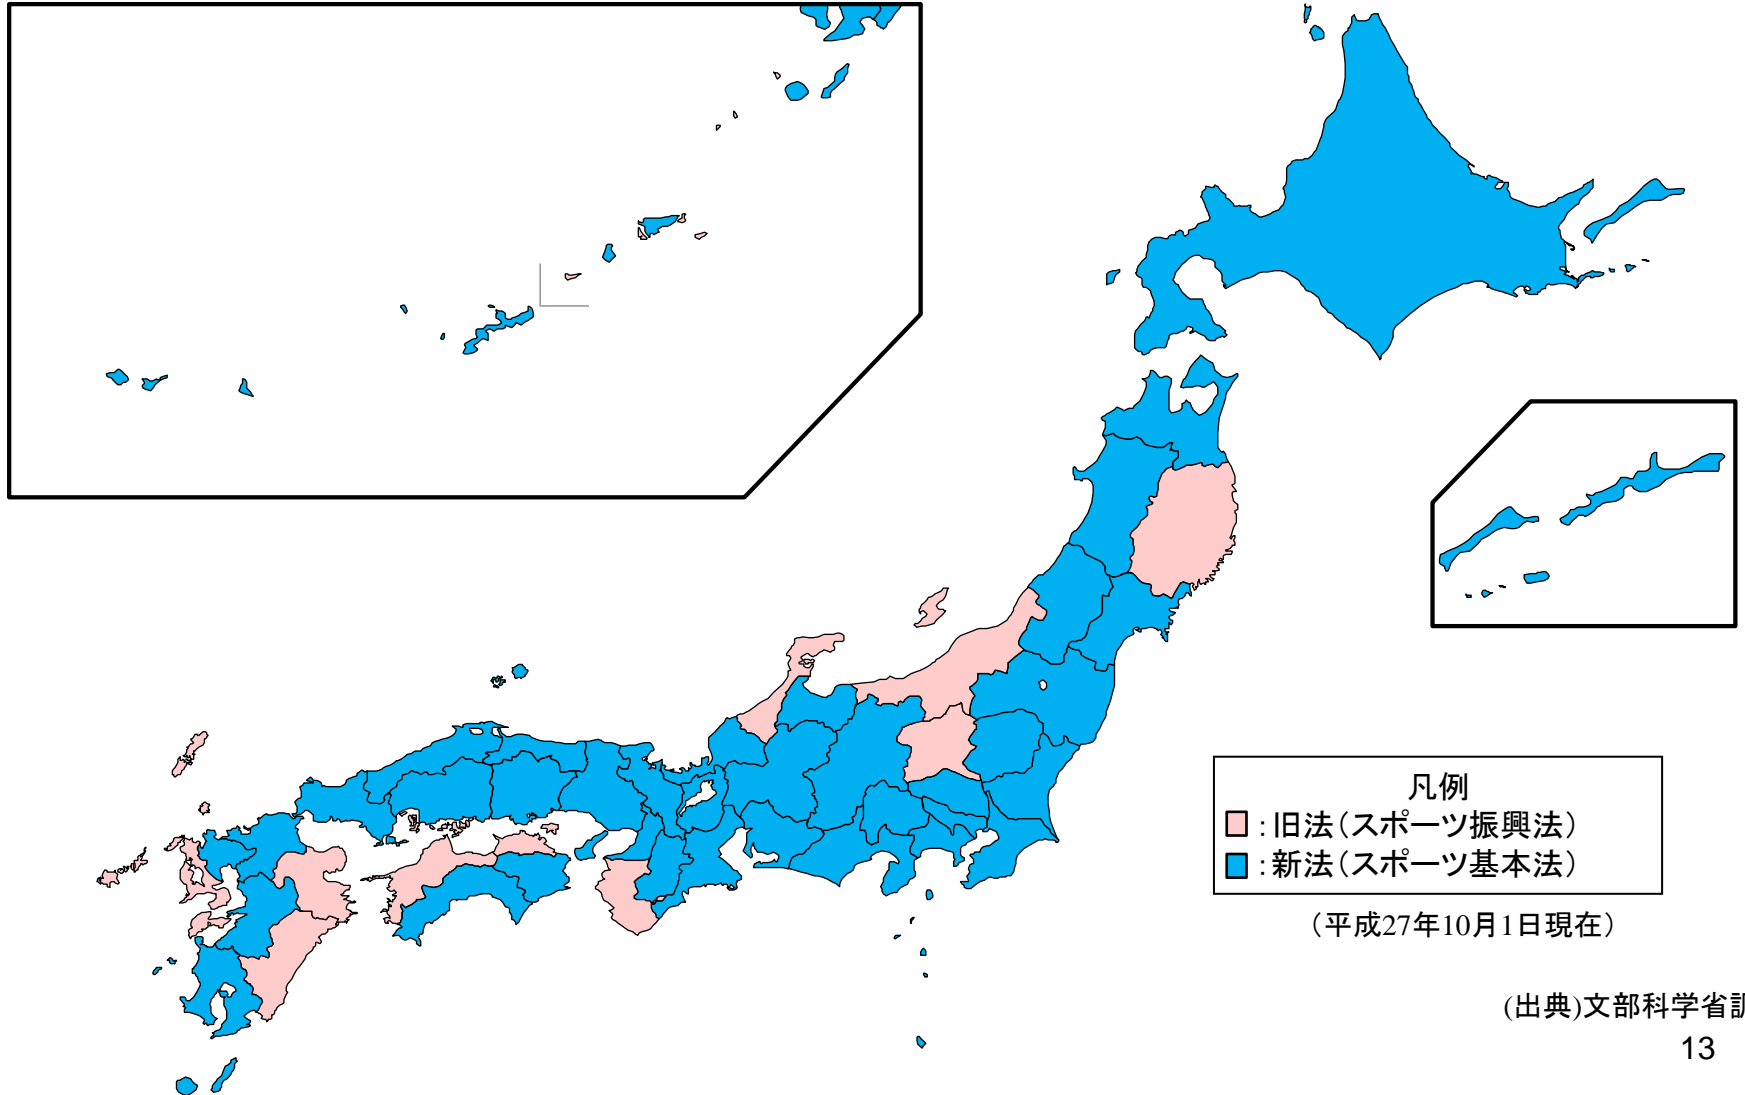 凡例
：旧法（スポーツ振興法）
：新法（スポーツ基本法）
（平成27年10月1日現在）
(出典)文部科学省
13